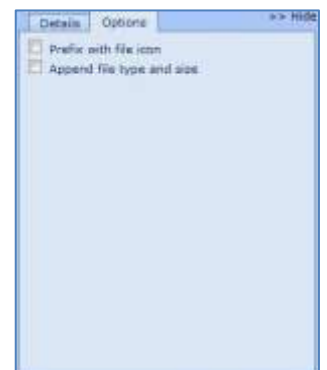 Details Options >> Hide
Prefix with file icon
Append file type and size